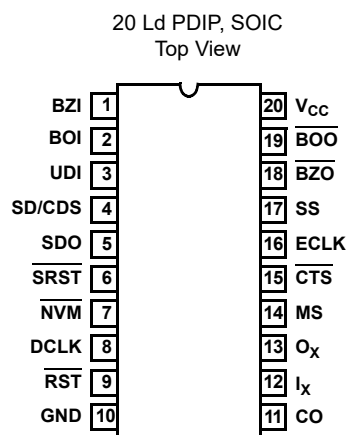 20 Ld PDIP, SOIC
Top View
BZI 1 20 VCC
BOI 2 19 BOO
UDI 3 18 BZO
SD/CDS 4 17 SS
SDO 5 16 ECLK
SRST 6 15 CTS
NVM 7 14 MS
DCLK 8 13 OX
RST 9 12 IX
GND 10 11 CO